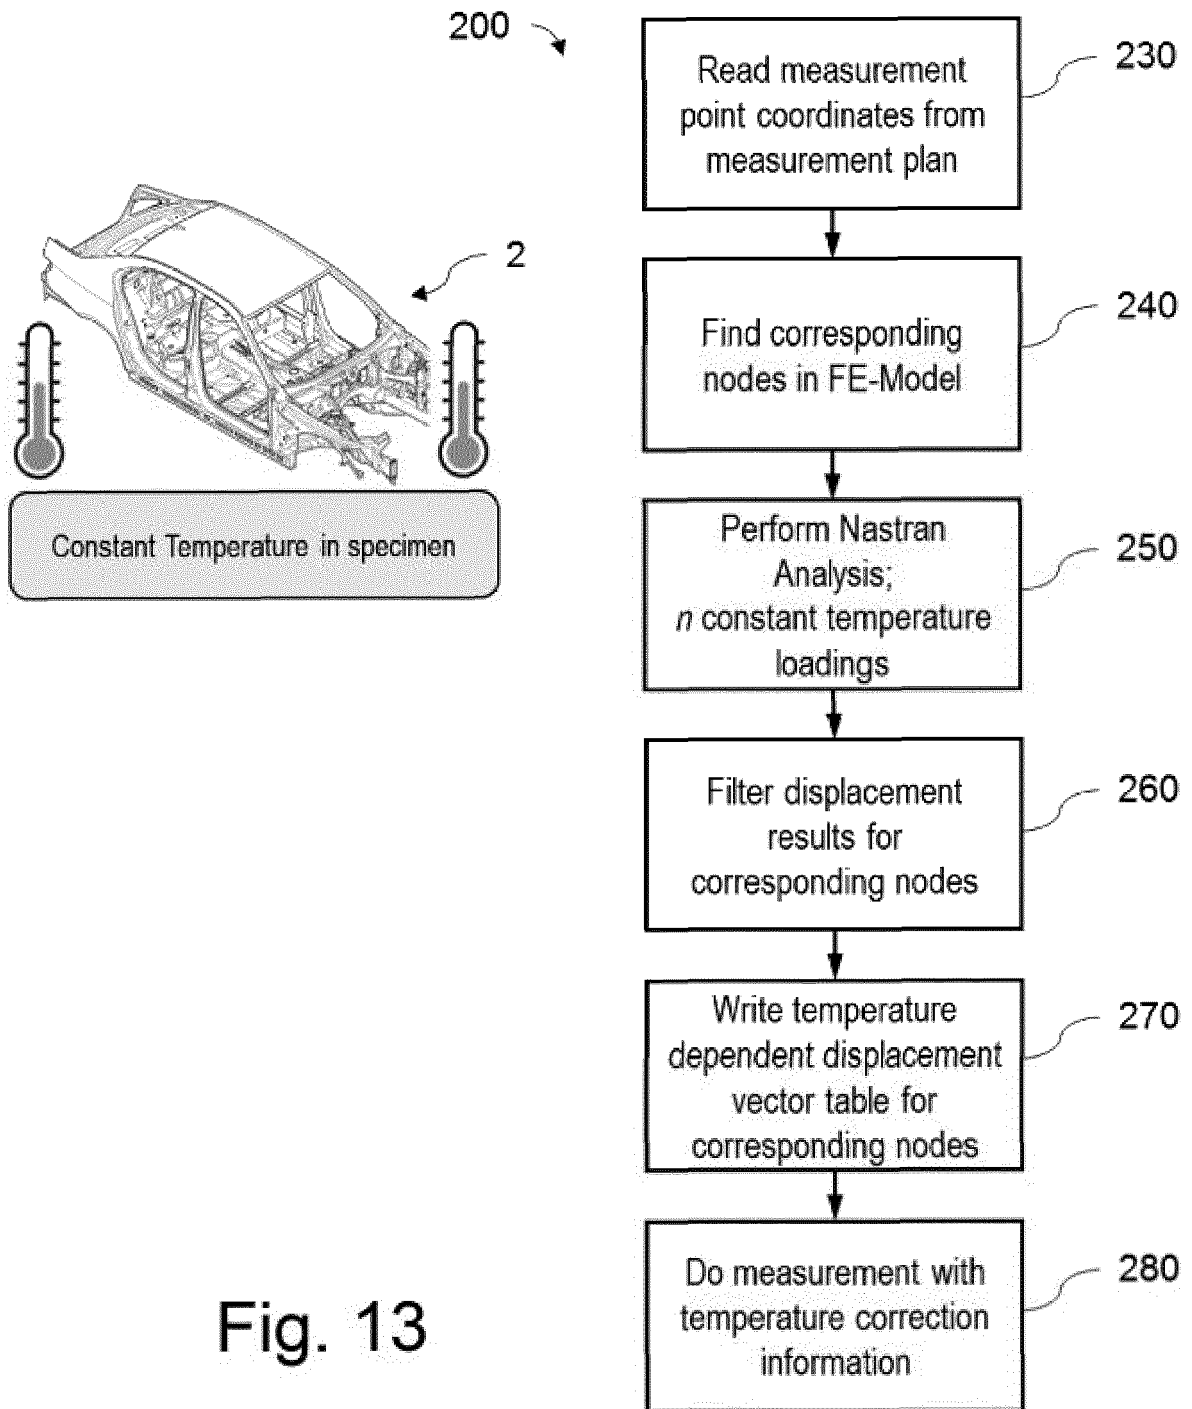 200
230
Read measurement
point coordinates from
measurement plan
2
240
Find corresponding
nodes in FE-Model
Constant Temperature in specimen
250
Perform Nastran
Analysis;
n constant temperature
loadings
260
Filter displacement
results for
corresponding nodes
270
Write temperature
dependent displacement
vector table for
corresponding nodes
280
Do measurement with
temperature correction
information
Fig. 13